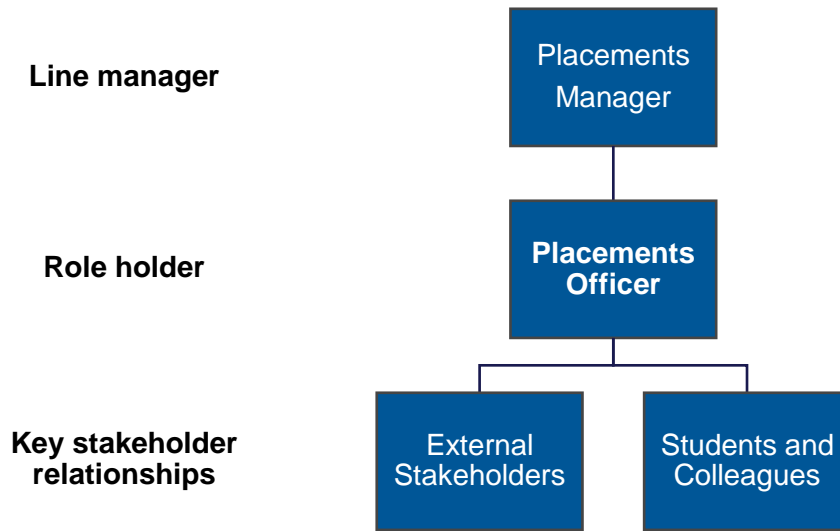 Line manager
Placements
Manager
Role holder
Placements
Officer
Key stakeholder
relationships
External
Stakeholders
Students and
Colleagues